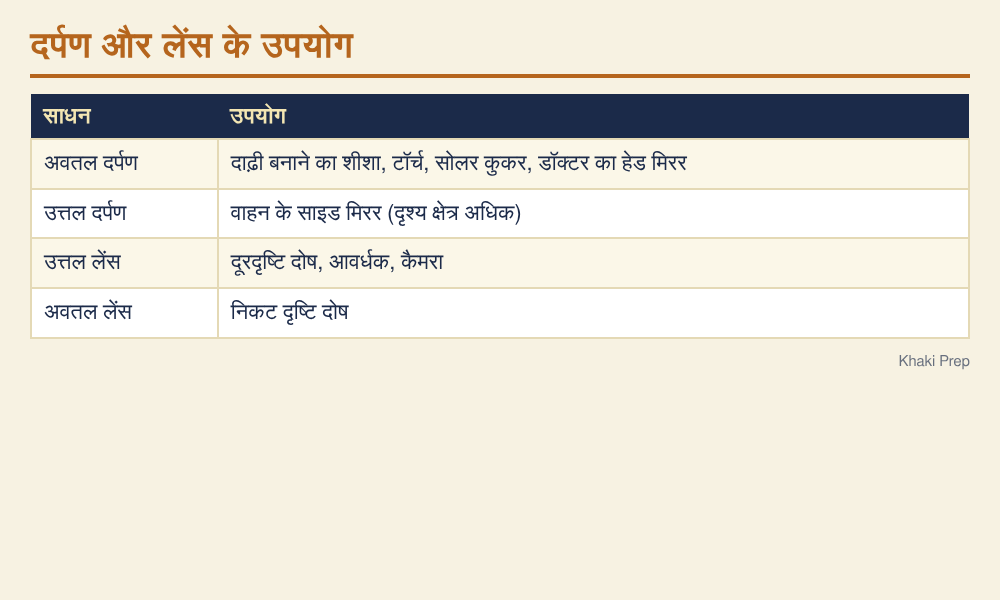 दर्पण और लेंस के उपयोग
साधन उपयोग
अवतल दर्पण दाढ़ी बनाने का शीशा, टॉर्च, सोलर कुकर, डॉक्टर का हेड मिरर
उत्तल दर्पण वाहन के साइड मिरर (दृश्य क्षेत्र अधिक)
उत्तल लेंस दूरदृष्टि दोष, आवर्धक, कैमरा
अवतल लेंस निकट दृष्टि दोष
Khaki Prep